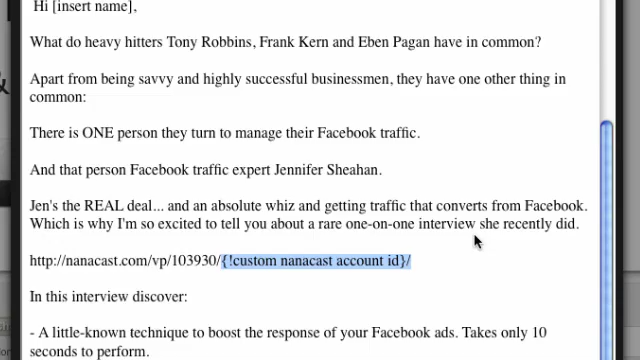 Hi [insert name],
What do heavy hitters Tony Robbins, Frank Kern and Eben Pagan have in common?
Apart from being savvy and highly successful businessmen, they have one other thing in
common:
There is ONE person they turn to manage their Facebook traffic.
And that person Facebook traffic expert Jennifer Sheahan.
Jen's the REAL deal... and an absolute whiz and getting traffic that converts from Facebook.
Which is why I'm so excited to tell you about a rare one-on-one interview she recently did.
http://nanacast.com/vp/103930/{!custom nanacast account id}/
In this interview discover:
- A little-known technique to boost the response of your Facebook ads. Takes only 10
seconds to perform.